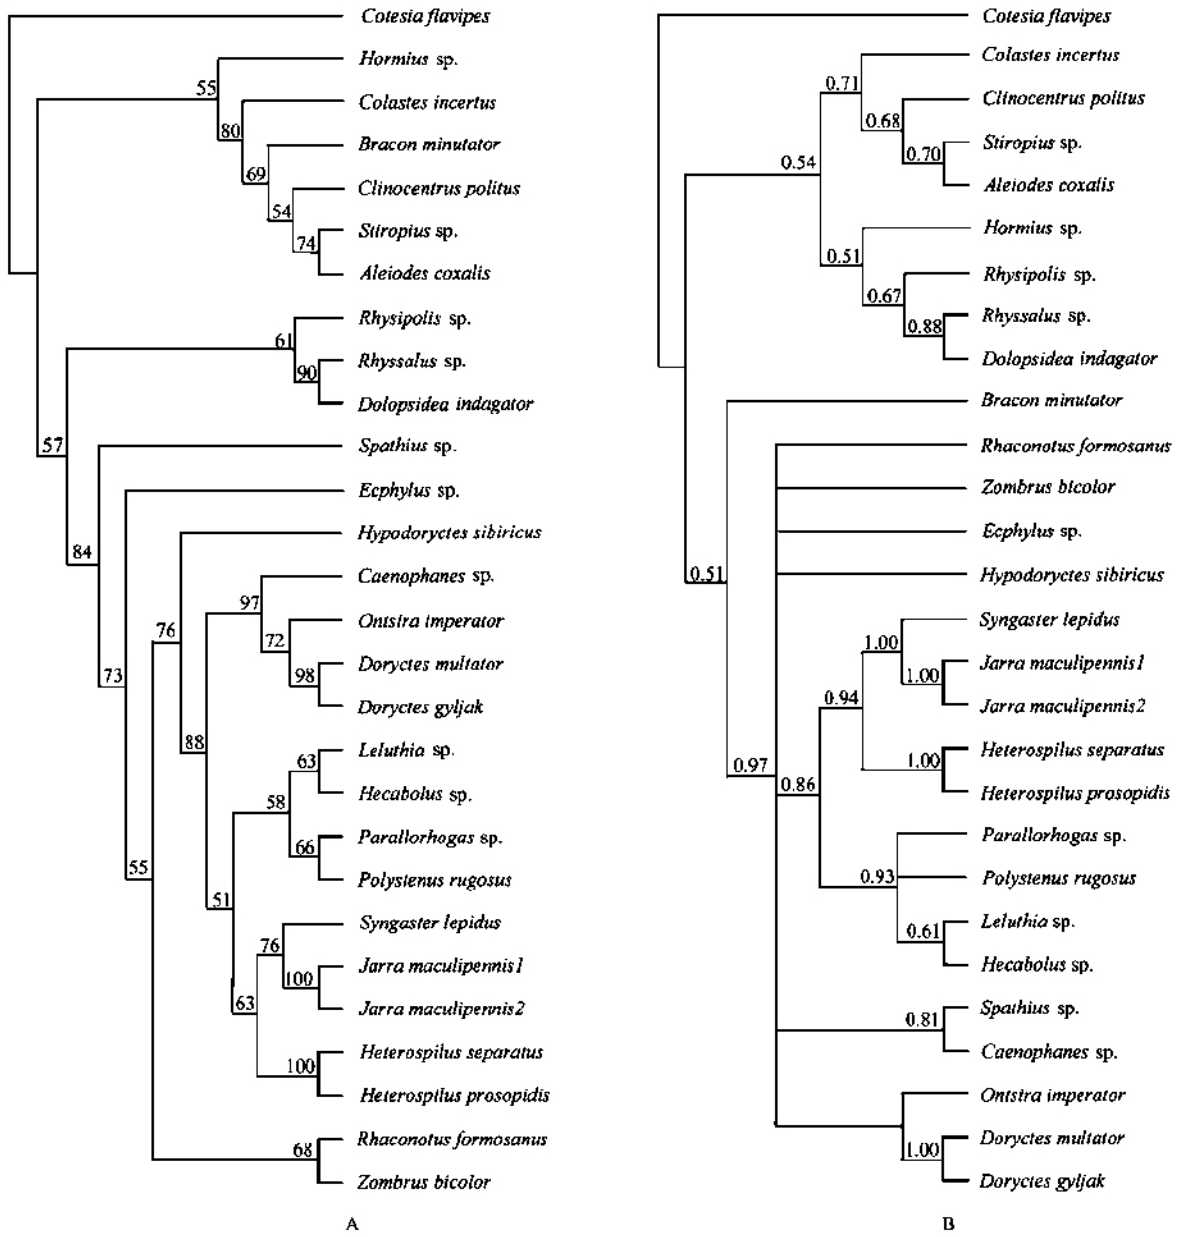 Cotesia flavipes
Hormius sp.
55
Colastes incertus
80
Bracon minutator
69
Clinocentrus politus
54
Stiropius sp.
74
Aleiodes coxalis
Rhysipolis sp.
61
Rhyssalus sp.
90
Dolopsidea indagator
57
Spathius sp.
Ecphylus sp.
84
Hypodoryctes sibiricus
Caenophanes sp.
97
Ontsira imperator
76
72
Doryctes multator
98
73
Doryctes gyljak
88
Leluthia sp.
63
Hecabolus sp.
58
Parallorhogas sp.
66
55
Polystenus rugosus
51
Syngaster lepidus
76
Jarra maculipennis1
100
63
Jarra maculipennis2
Heterospilus separatus
100
Heterospilus prosopidis
Rhaconotus formosanus
68
Zombrus bicolor
A
Cotesia flavipes
Colastes incertus
0.71
Clinocentrus politus
0.68
Stiropius sp.
0.70
0.54
Aleiodes coxalis
Hormius sp.
0.51
Rhysipolis sp.
0.67
Rhyssalus sp.
0.88
Dolopsidea indagator
Bracon minutator
Rhaconotus formosanus
Zombrus bicolor
Ecphylus sp.
0.51
Hypodoryctes sibiricus
Syngaster lepidus
1.00
Jarra maculipennis1
1.00
0.94
Jarra maculipennis2
Heterospilus separatus
1.00
0.97
0.86
Heterospilus prosopidis
Parallorhogas sp.
0.93
Polystenus rugosus
Leluthia sp.
0.61
Hecabolus sp.
Spathius sp.
0.81
Caenophanes sp.
Ontsira imperator
Doryctes multator
1.00
Doryctes gyljak
B